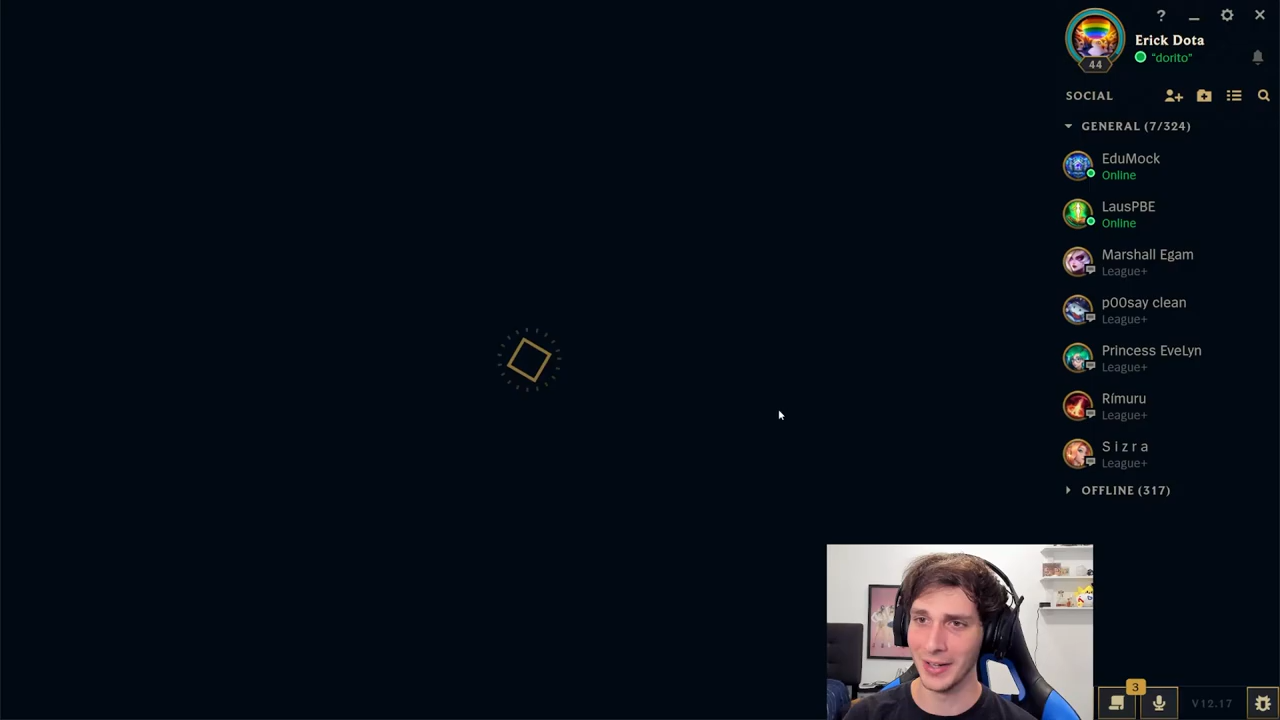 ?
Erick Dota
44
"dorito"
SOCIAL
GENERAL (7/324)
EduMock
Online
LausPBE
Online
Marshall Egam
League+
p00say clean
League+
Princess EveLyn
League+
Rímuru
League+
S i z r a
League+
OFFLINE (317)
3
V12.17